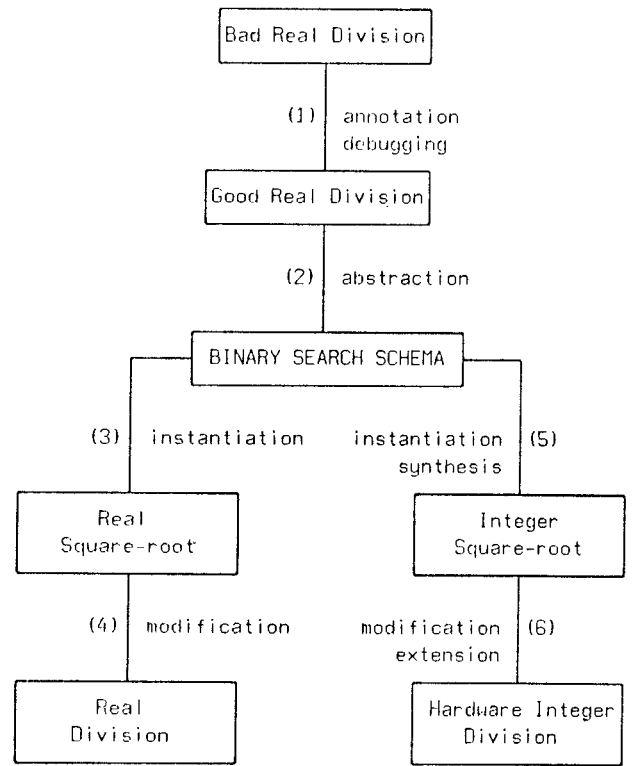 Bad Real Division
(1) annotation
debugging
Good Real Division
(2) abstraction
BINARY SEARCH SCHEMA
(3) instantiation
instantiation (5)
synthesis
Real
Square-root
Integer
Square-root
(4) modification
modification (6)
extension
Real
Division
Hardware Integer
Division